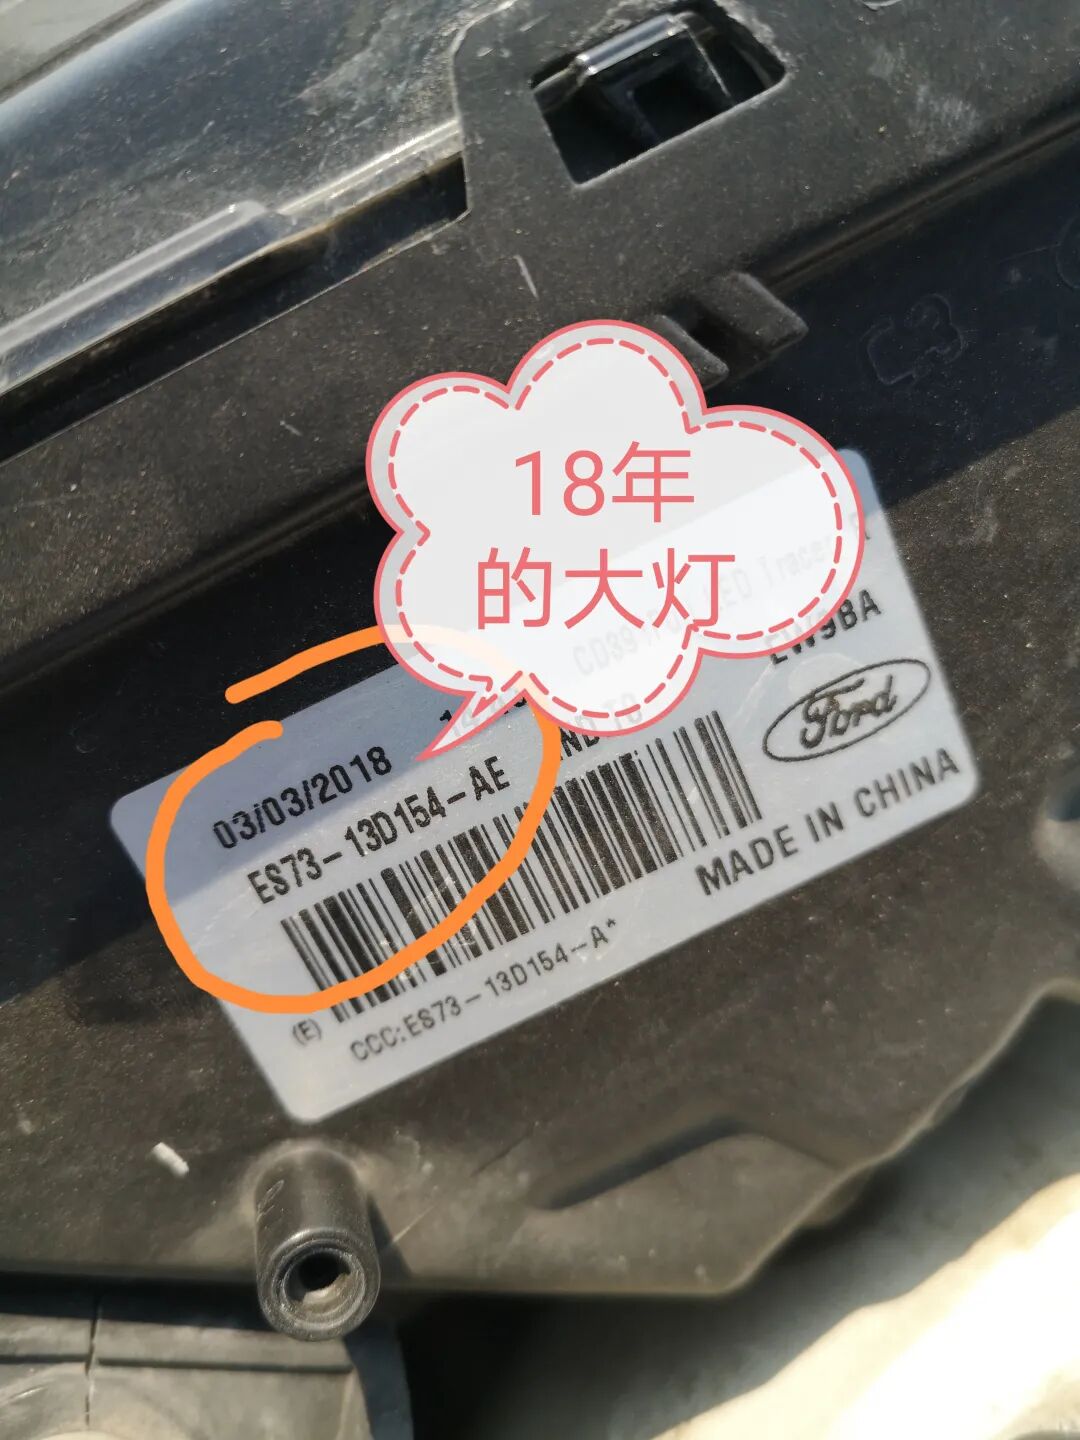 18年
的大灯
EW9BA
Ford
03/03/2018
ES73-13D154-AE
MADE IN CHINA
(E)
CCC:ES73-13D154-A*